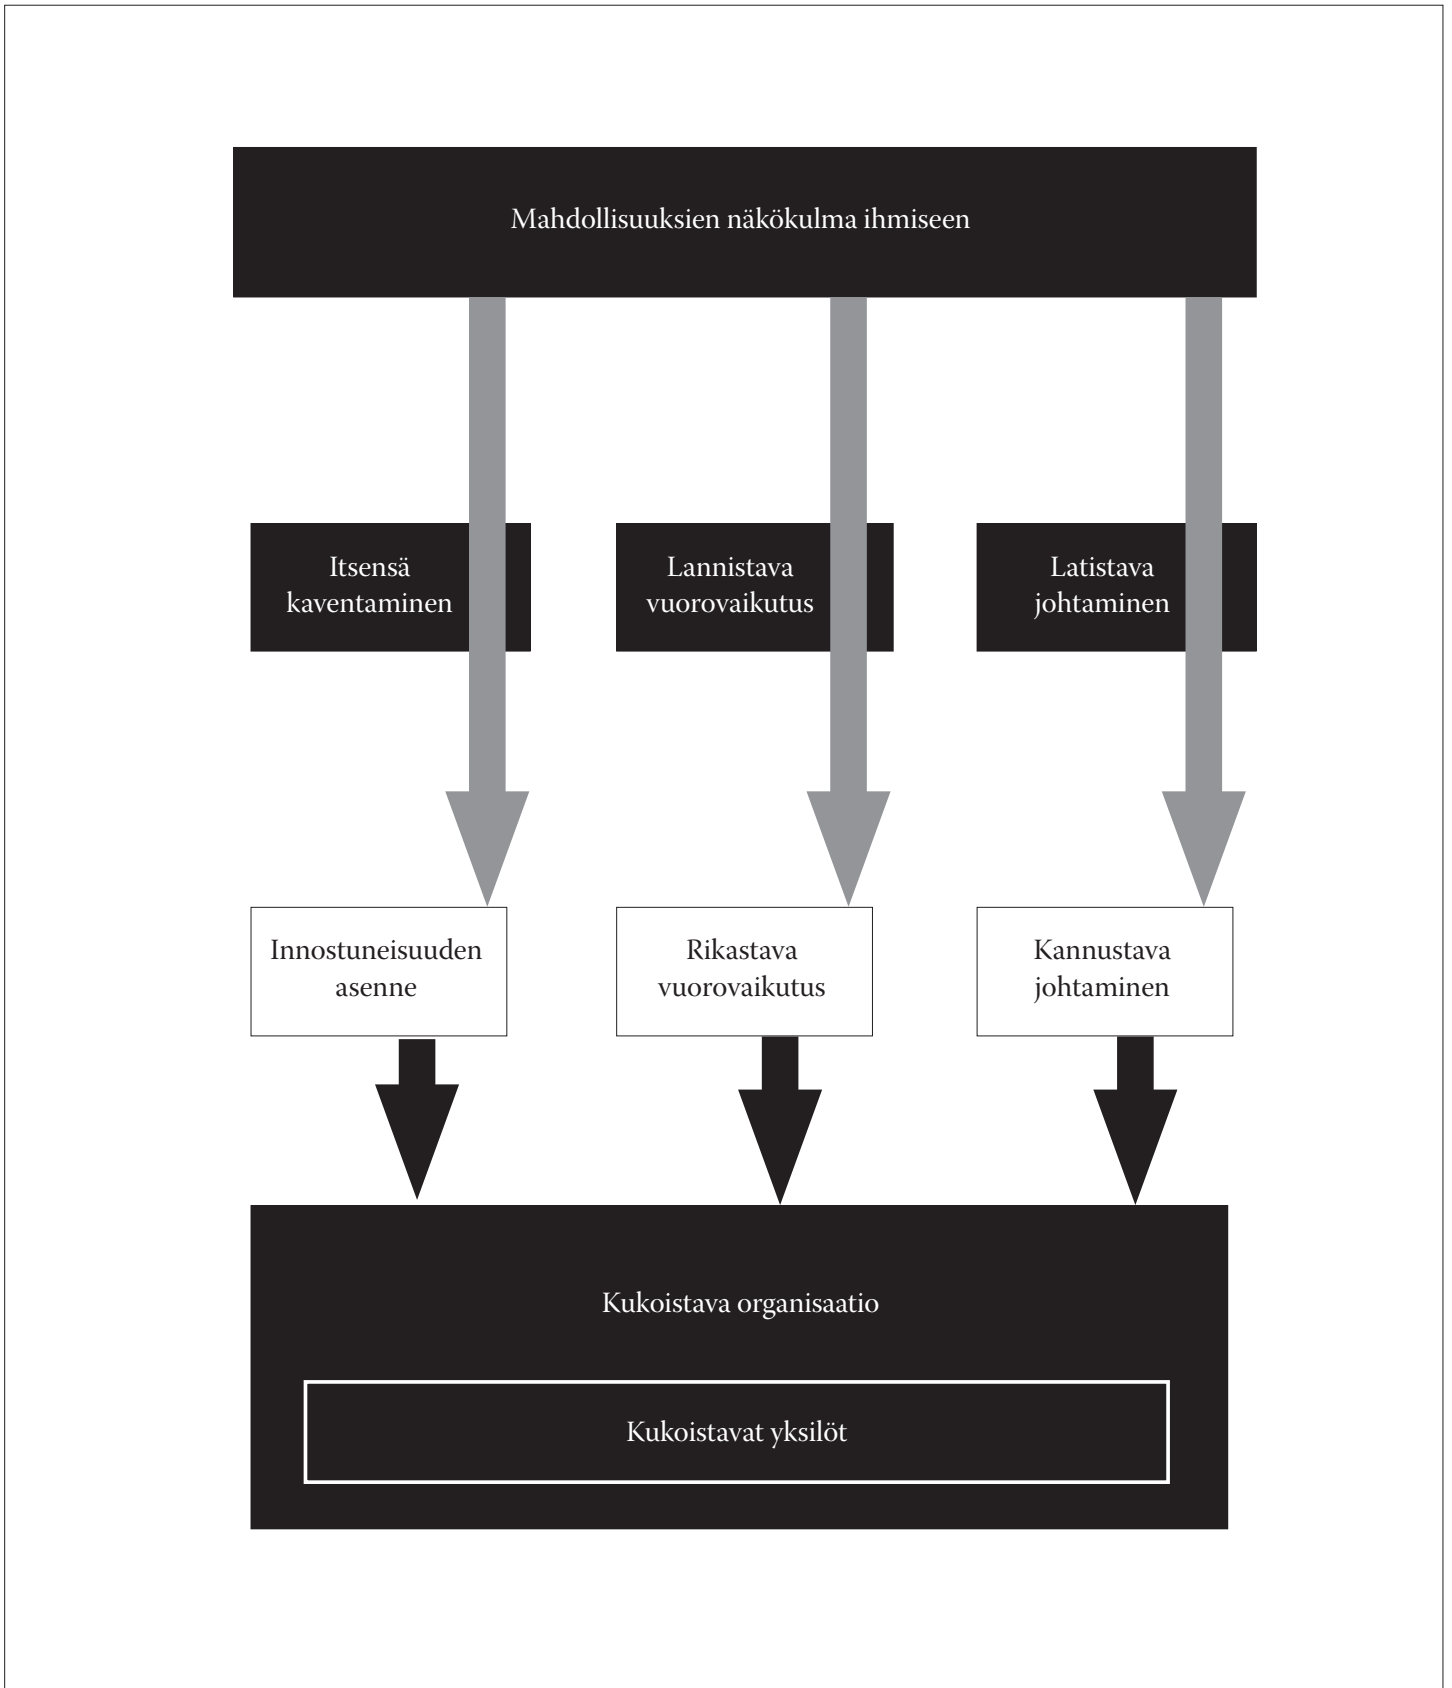 Mahdollisuuksien näkökulma ihmiseen
Itsensä
kaventaminen
Lannistava
vuorovaikutus
Latistava
johtaminen
Innostuneisuuden
asenne
Rikastava
vuorovaikutus
Kannustava
johtaminen
Kukoistava organisaatio
Kukoistavat yksilöt